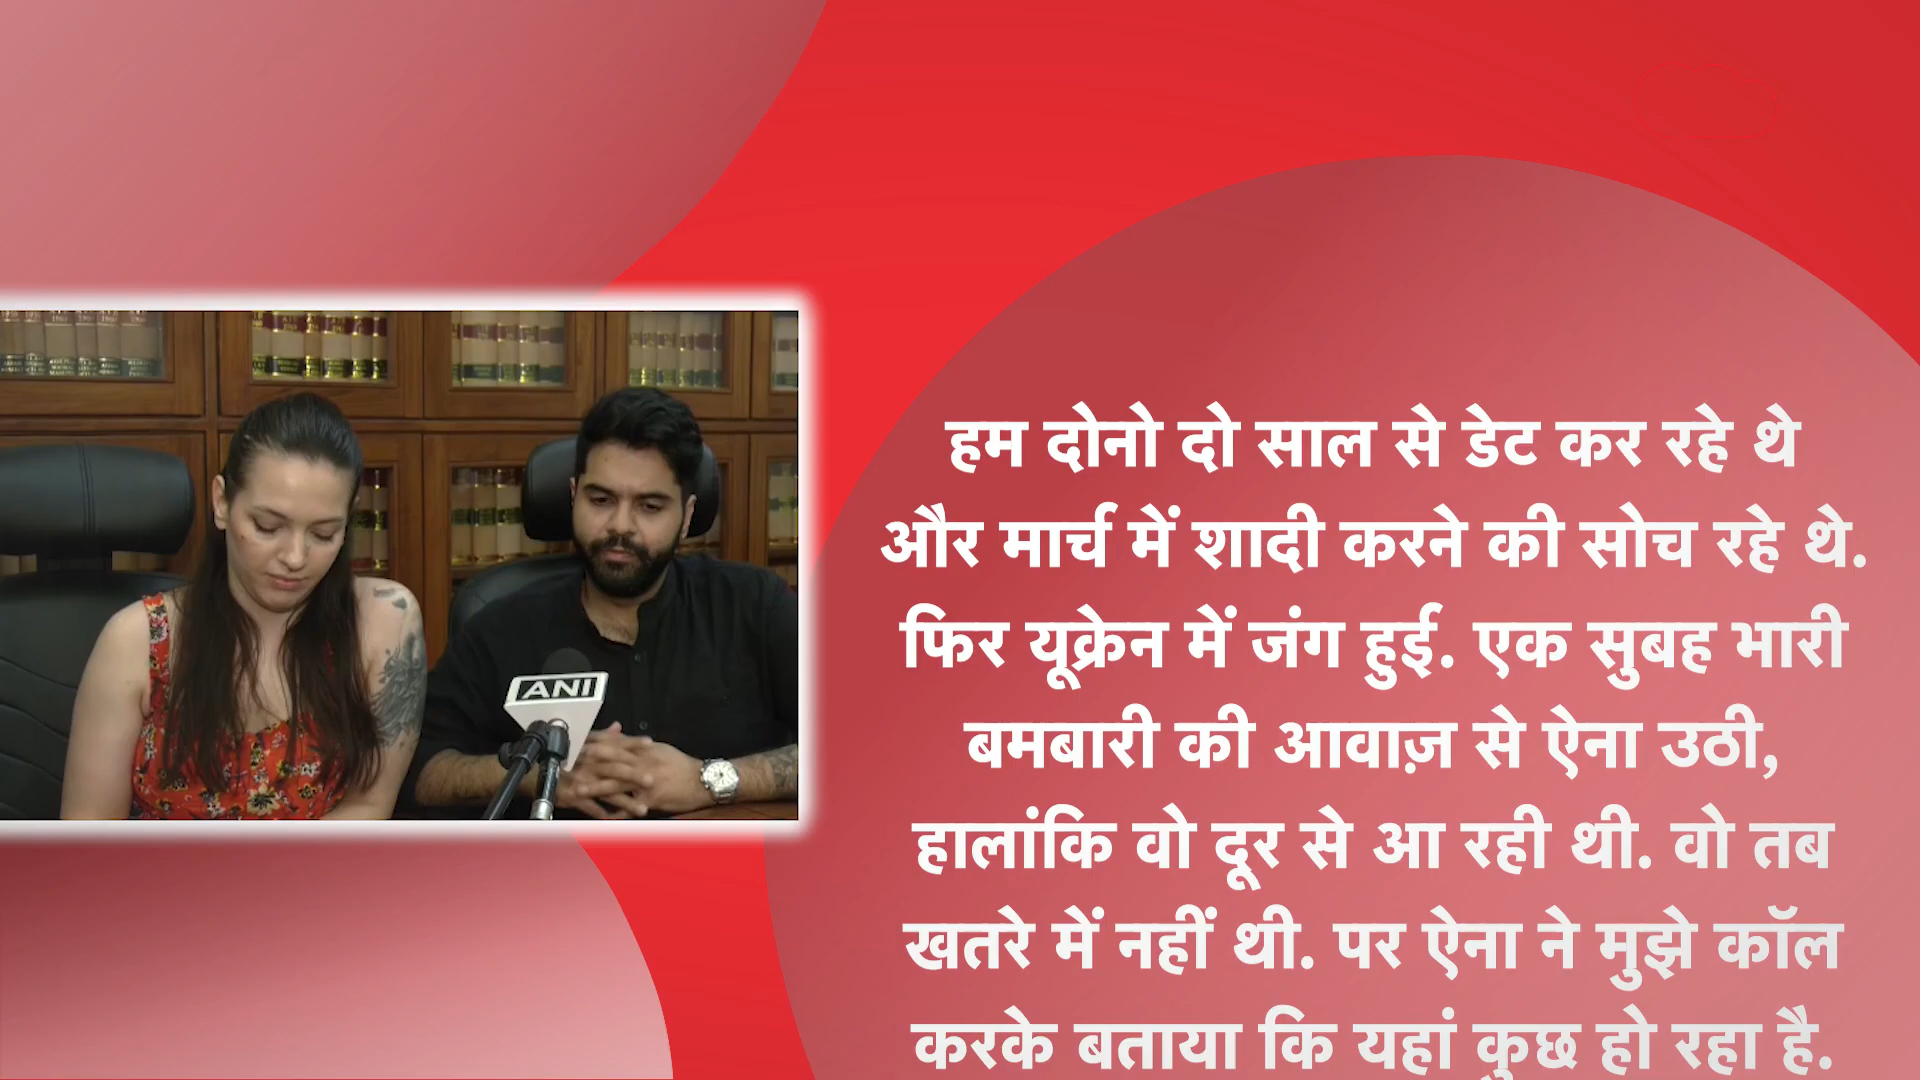 हम दोनो दो साल से डेट कर रहे थे
और मार्च में शादी करने की सोच रहे थे.
फिर यूक्रेन में जंग हुई. एक सुबह भारी
बमबारी की आवाज़ से ऐना उठी,
हालांकि वो दूर से आ रही थी. वो तब
खतरे में नहीं थी. पर ऐना ने मुझे कॉल
करके बताया कि यहां कुछ हो रहा है.
ANI